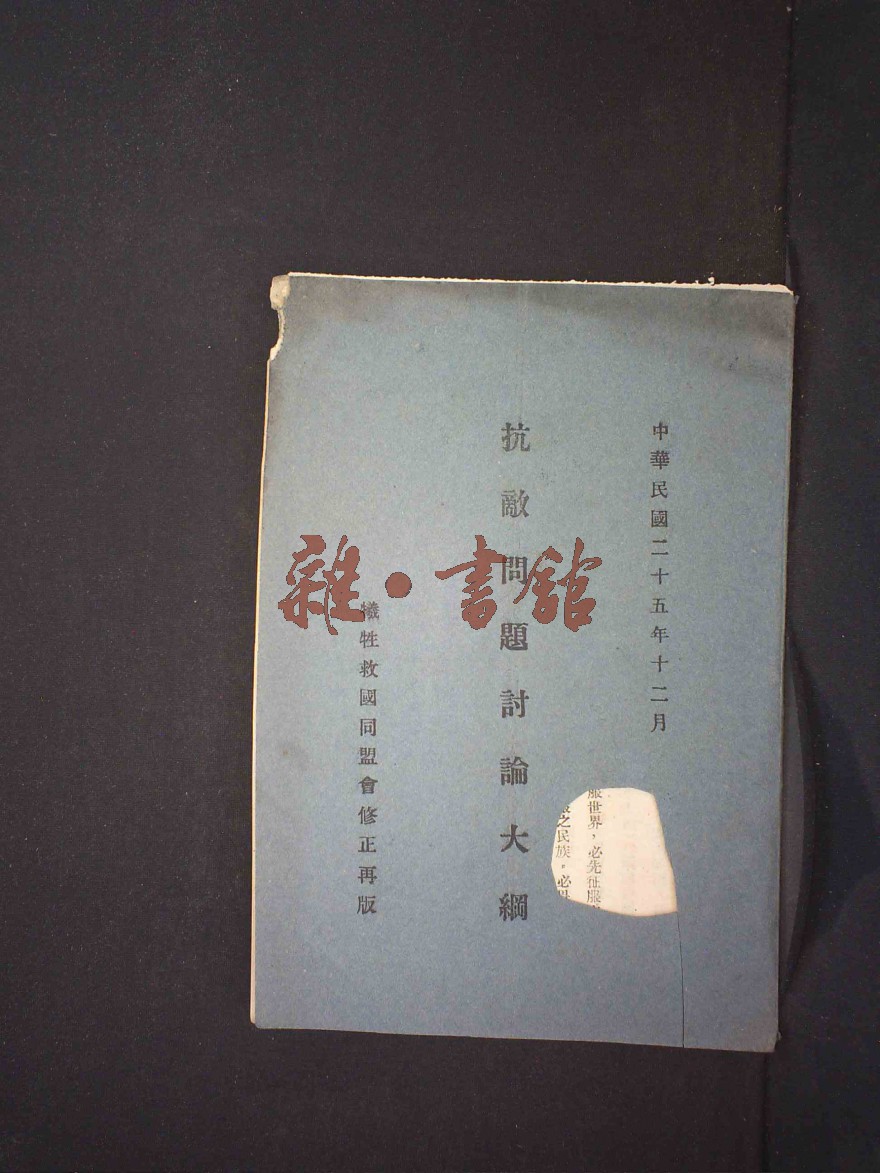 中華民國二十五年十二月
服世界，必先征服
之民族。必
抗敵問題討論大綱
犧牲救國同盟會修正再版
雜·書館